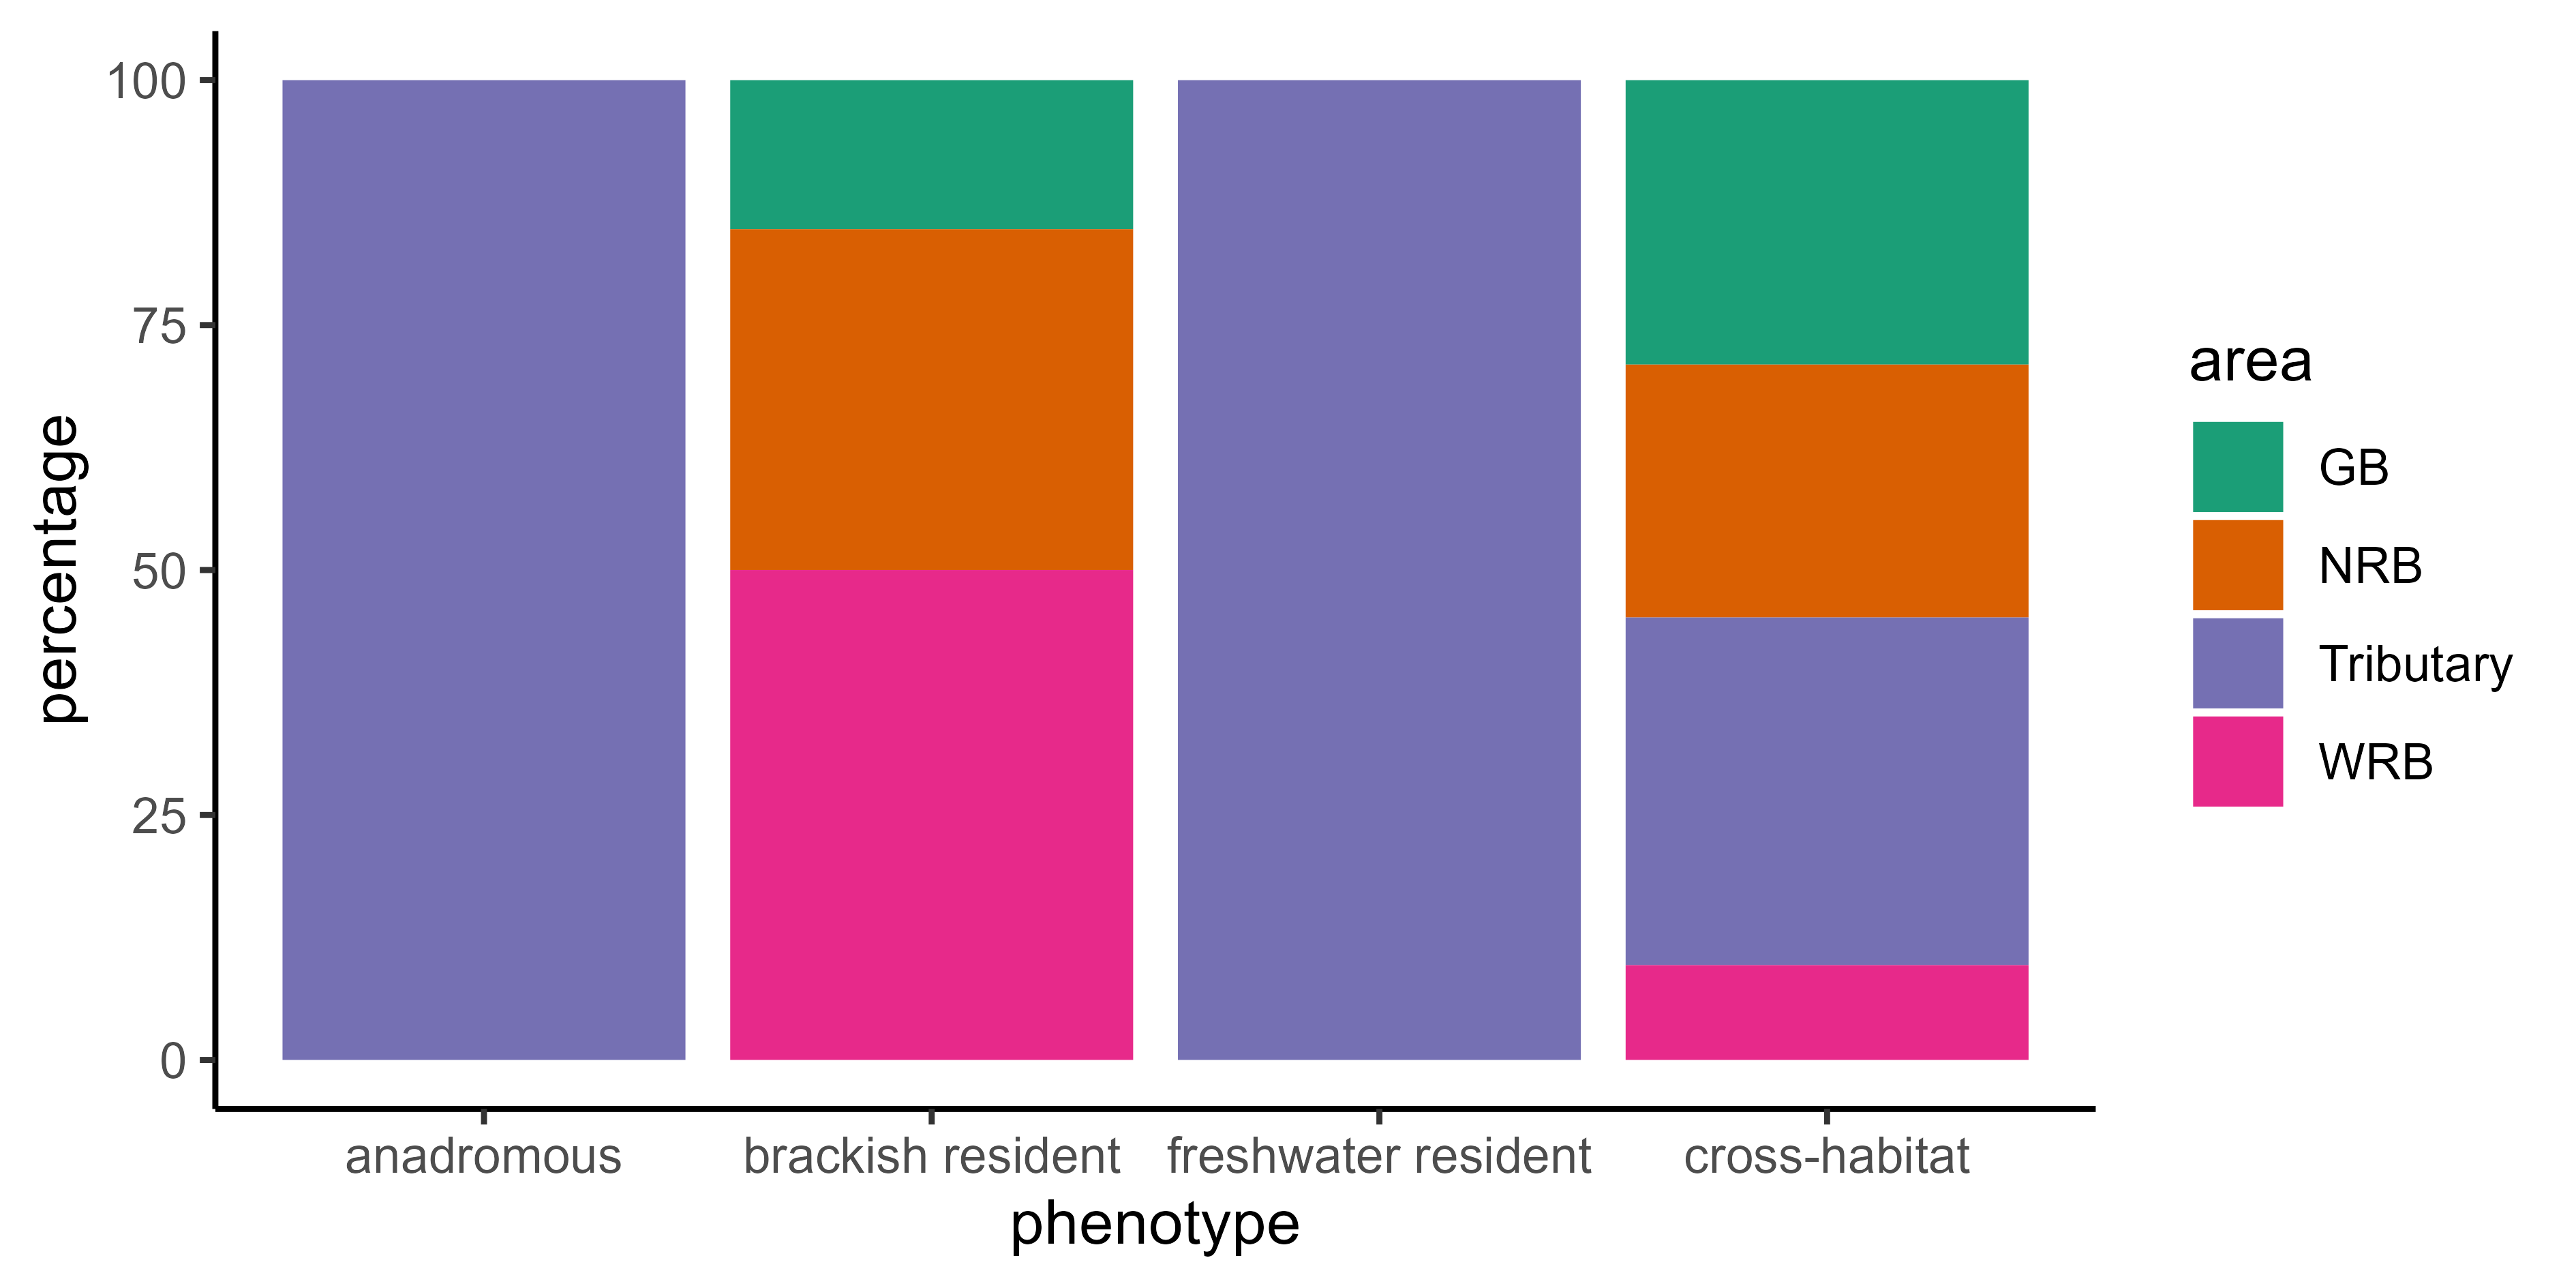 percentage
100
75
50
25
0
anadromous
brackish resident
freshwater resident
cross-habitat
phenotype
area
GB
NRB
Tributary
WRB